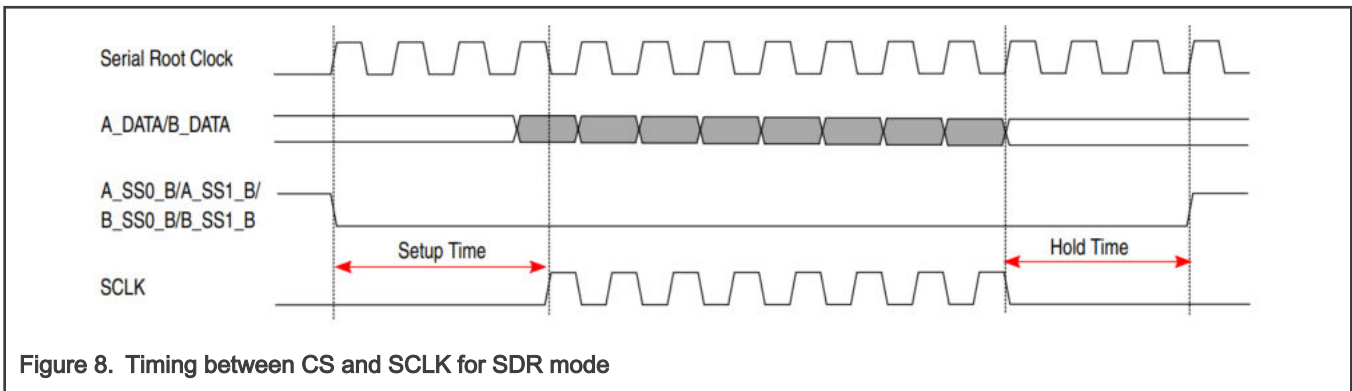 Serial Root Clock
A_DATA/B_DATA
A_SS0_B/A_SS1_B/
B_SS0_B/B_SS1_B
Setup Time
Hold Time
SCLK
Figure 8. Timing between CS and SCLK for SDR mode